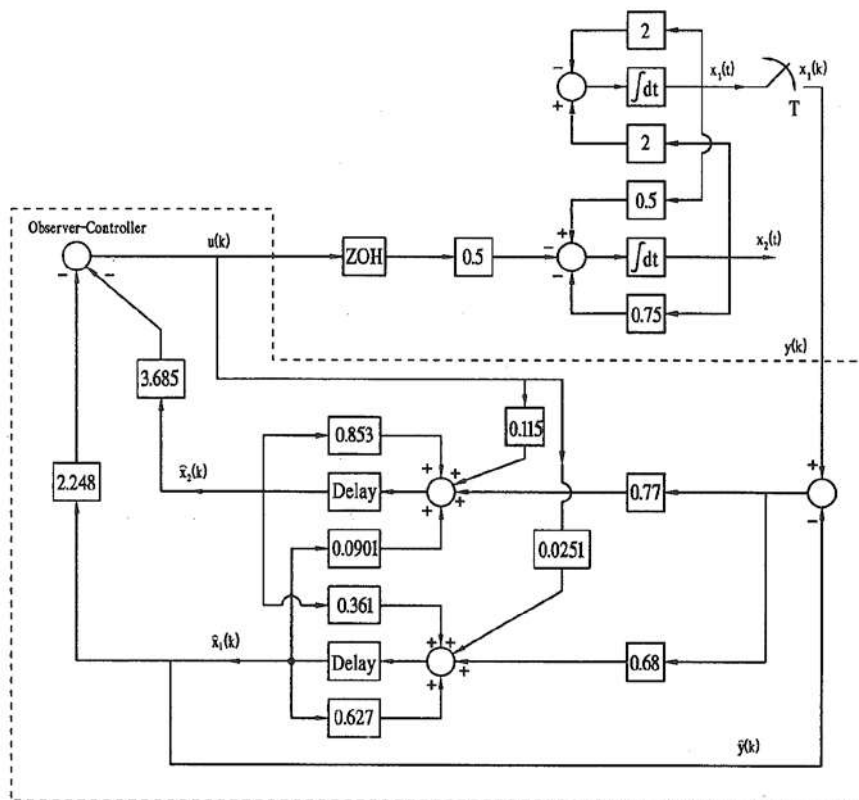 2
-
∫dt
x₁(t)
x₁(k)
T
+
2
0.5
Observer-Controller
u(k)
ZOH
0.5
+
-
∫dt
x₂(t)
-
0.75
- -
y(k)
3.685
0.115
0.853
x̂₂(k)
2.248
Delay
+ + + +
0.77
+
-
0.0901
0.0251
0.361
x̂₁(k)
Delay
+ + + +
0.68
0.627
ŷ(k)